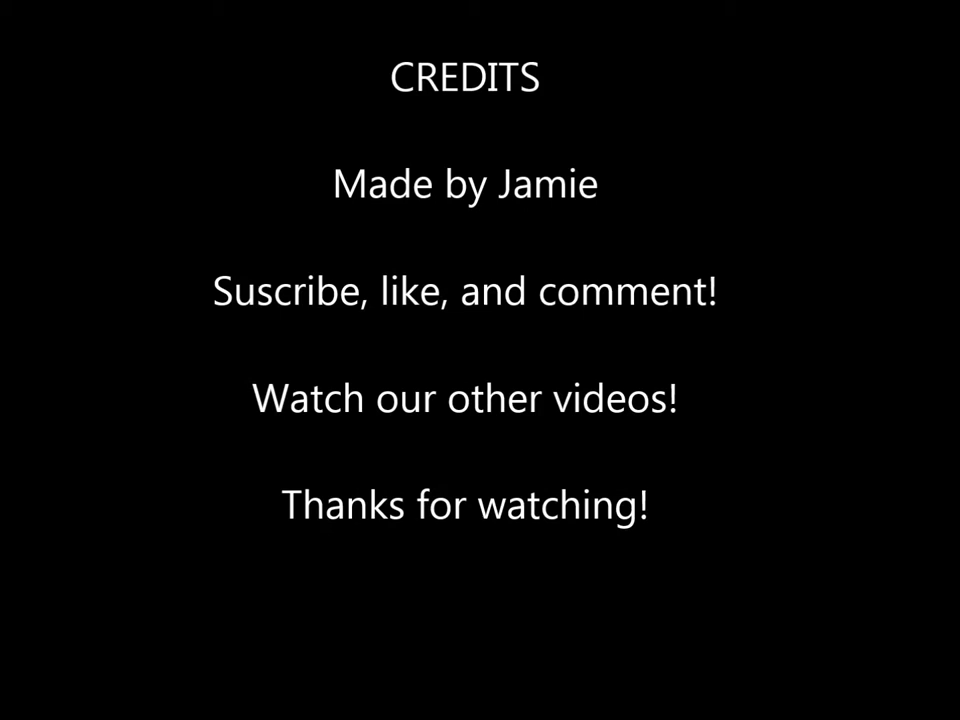 CREDITS
Made by Jamie
Suscribe, like, and comment!
Watch our other videos!
Thanks for watching!